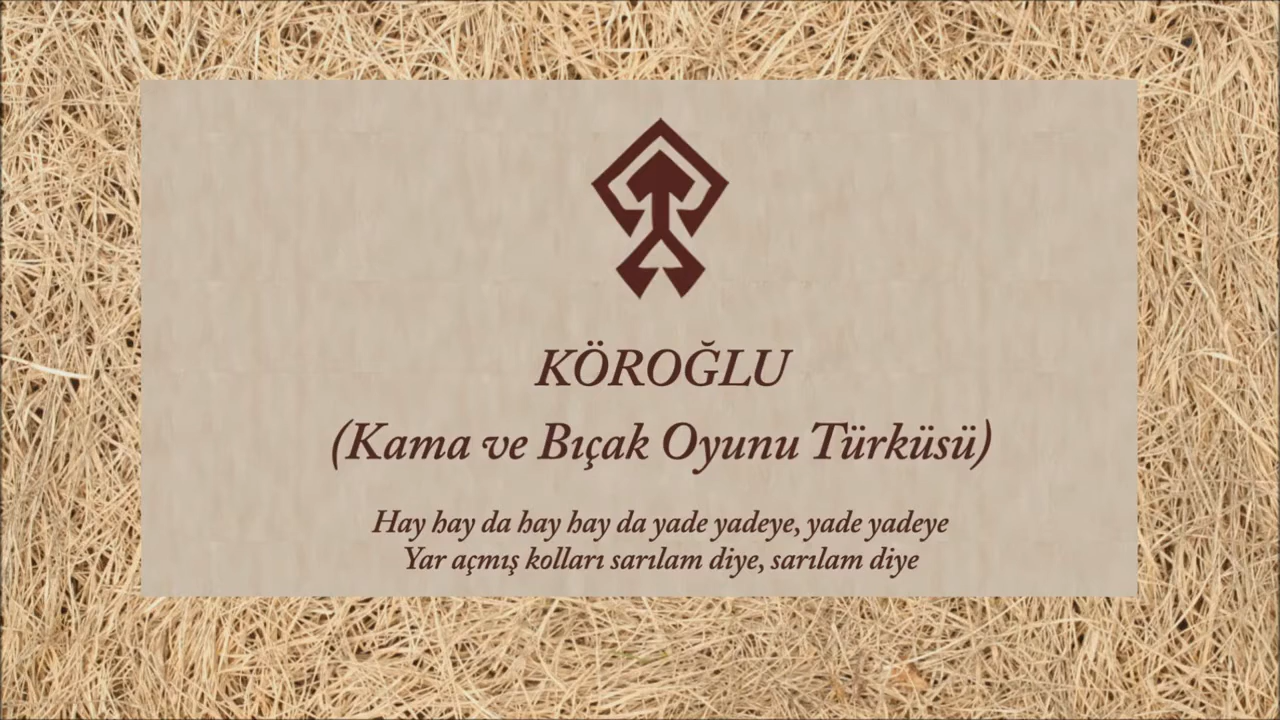 KÖROĞLU
(Kama ve Bıçak Oyunu Türküsü)
Hay hay da hay hay da yade yadeye, yade yadeye
Yar açmış kolları sarılam diye, sarılam diye